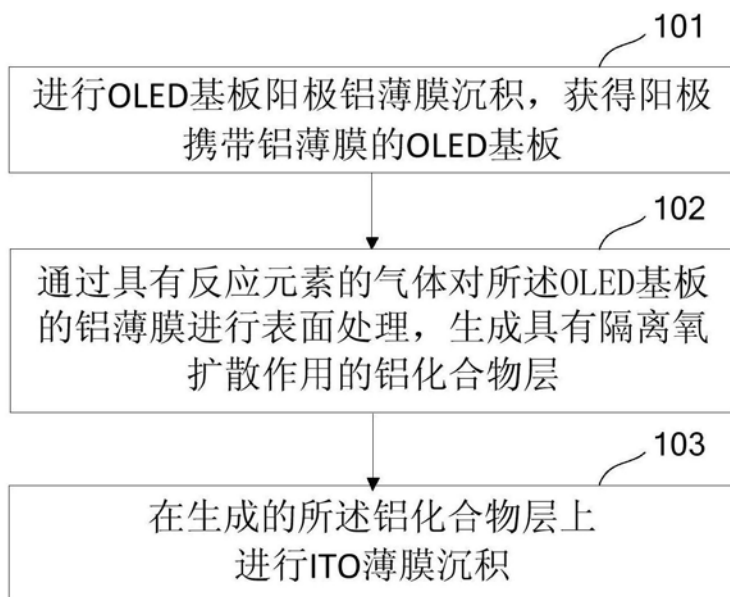 101
进行OLED基板阳极铝薄膜沉积，获得阳极
携带铝薄膜的OLED基板
102
通过具有反应元素的气体对所述OLED基板
的铝薄膜进行表面处理，生成具有隔离氧
扩散作用的铝化合物层
103
在生成的所述铝化合物层上
进行ITO薄膜沉积